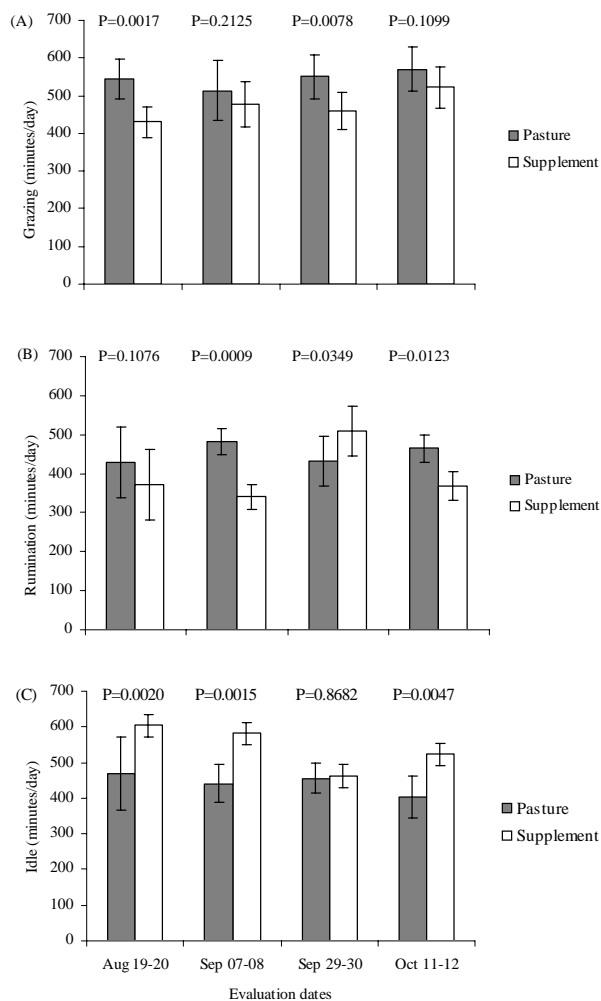 (A)
P=0.0017 P=0.2125 P=0.0078 P=0.1099
700
600
500
400
300
200
100
0
Grazing (minutes/day)
Pasture
Supplement
(B)
P=0.1076 P=0.0009 P=0.0349 P=0.0123
700
600
500
400
300
200
100
0
Rumination (minutes/day)
Pasture
Supplement
(C)
P=0.0020 P=0.0015 P=0.8682 P=0.0047
700
600
500
400
300
200
100
0
Idle (minutes/day)
Pasture
Supplement
Aug 19-20 Sep 07-08 Sep 29-30 Oct 11-12
Evaluation dates